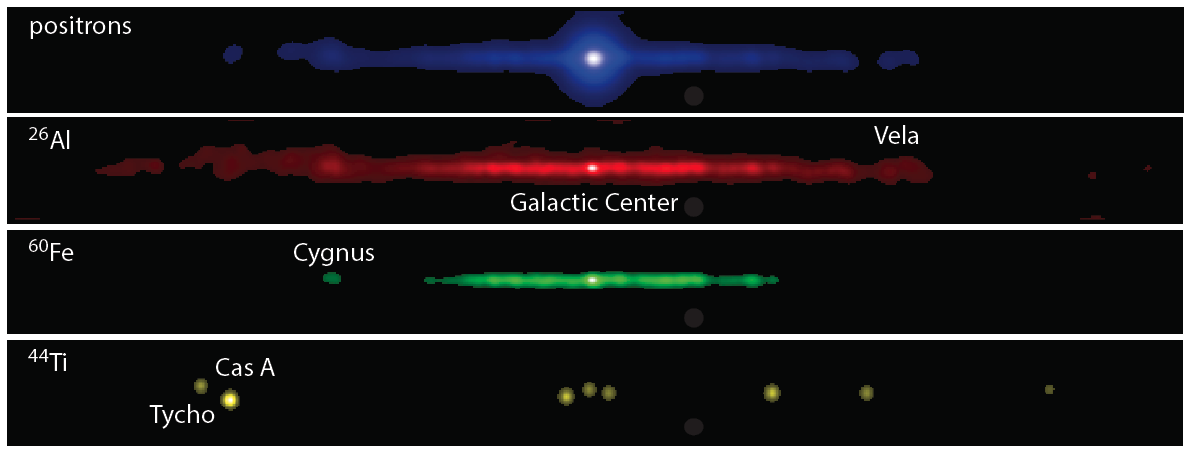 positrons
²⁶Al
Vela
Galactic Center
⁶⁰Fe
Cygnus
⁴⁴Ti
Cas A
Tycho